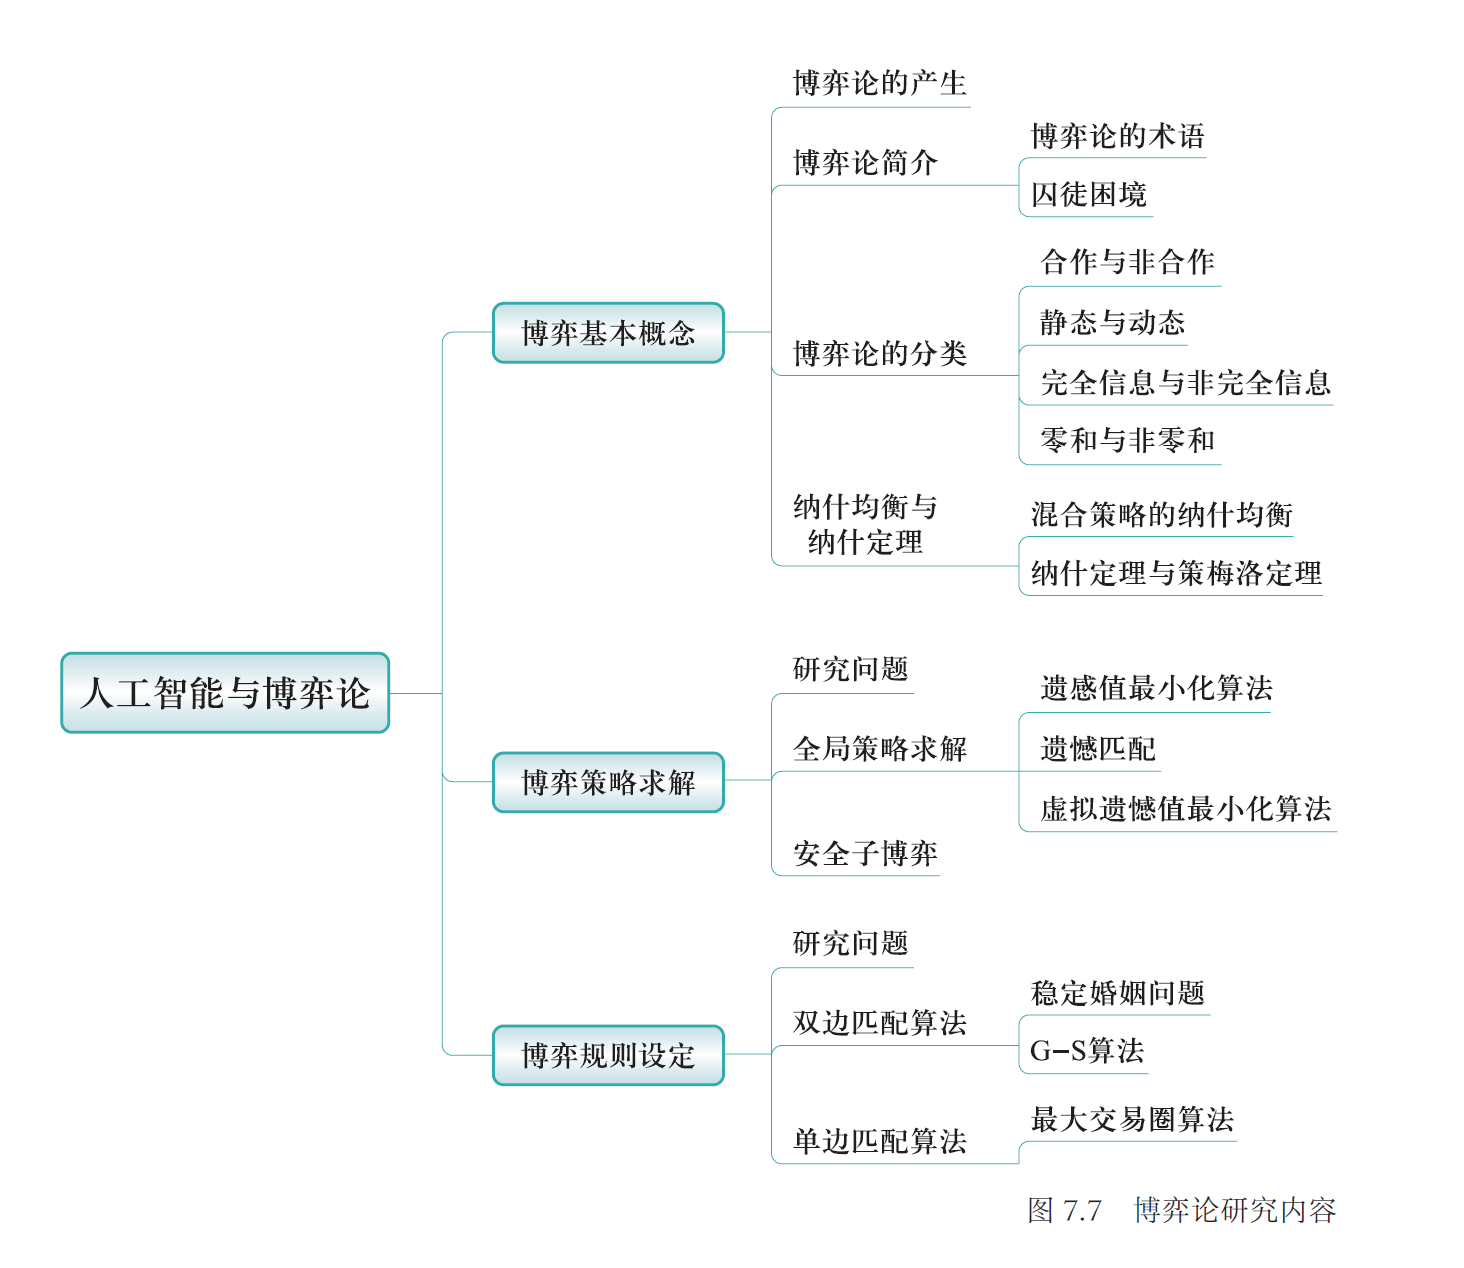 人工智能与博弈论
博弈基本概念
博弈论的产生
博弈论简介
博弈论的术语
囚徒困境
博弈论的分类
合作与非合作
静态与动态
完全信息与非完全信息
零和与非零和
纳什均衡与
纳什定理
混合策略的纳什均衡
纳什定理与策梅洛定理
博弈策略求解
研究问题
全局策略求解
遗感值最小化算法
遗憾匹配
虚拟遗憾值最小化算法
安全子博弈
博弈规则设定
研究问题
双边匹配算法
稳定婚姻问题
G–S算法
单边匹配算法
最大交易圈算法
图 7.7 博弈论研究内容